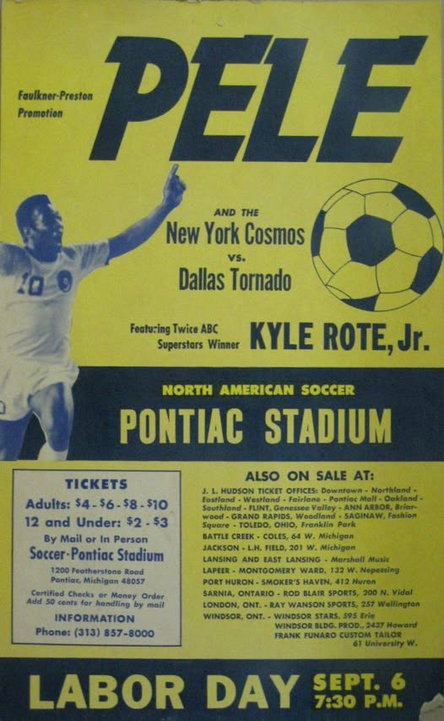 PELE
Faulkner-Preston
Promotion
AND THE
New York Cosmos
vs.
Dallas Tornado
10
Featuring Twice ABC
Superstars Winner
KYLE ROTE, Jr.
NORTH AMERICAN SOCCER
PONTIAC STADIUM
TICKETS
Adults: $4 - $6 - $8 - $10
12 and Under: $2 - $3
By Mail or In Person
Soccer-Pontiac Stadium
1200 Featherstone Road
Pontiac, Michigan 48057
Certified Checks or Money Order
Add 50 cents for handling by mail
INFORMATION
Phone: (313) 857-8000
ALSO ON SALE AT:
J. L. HUDSON TICKET OFFICES: Downtown - Northland -
Eastland - Westland - Fairlane - Pontiac Mall - Oakland -
Southland - FLINT, Genessee Valley - ANN ARBOR, Briar-
wood - GRAND RAPIDS, Woodland - SAGINAW, Fashion
Square - TOLEDO, OHIO, Franklin Park
BATTLE CREEK - COLES, 64 W. Michigan
JACKSON - L.H. FIELD, 201 W. Michigan
LANSING AND EAST LANSING - Marshall Music
LAPEER - MONTGOMERY WARD, 132 W. Nepessing
PORT HURON - SMOKER'S HAVEN, 412 Huron
SARNIA, ONTARIO - ROD BLAIR SPORTS, 200 N. Vidal
LONDON, ONT. - RAY WANSON SPORTS, 257 Wellington
WINDSOR, ONT. - WINDSOR STARS, 595 Erie
WINDSOR BLDG. PROD., 2437 Howard
FRANK FUNARO CUSTOM TAILOR
61 University W.
LABOR DAY
SEPT. 6
7:30 P.M.